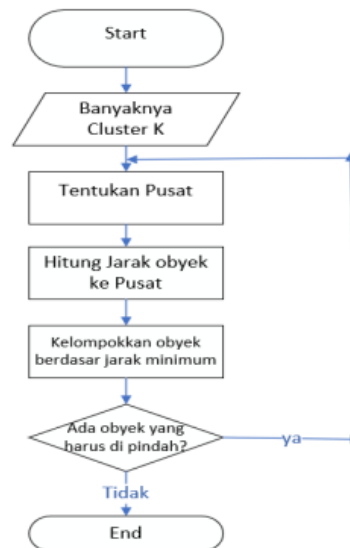 Start
Banyaknya
Cluster K
Tentukan Pusat
Hitung Jarak obyek
ke Pusat
Kelompokkan obyek
berdasar jarak minimum
Ada obyek yang
harus di pindah?
ya
Tidak
End